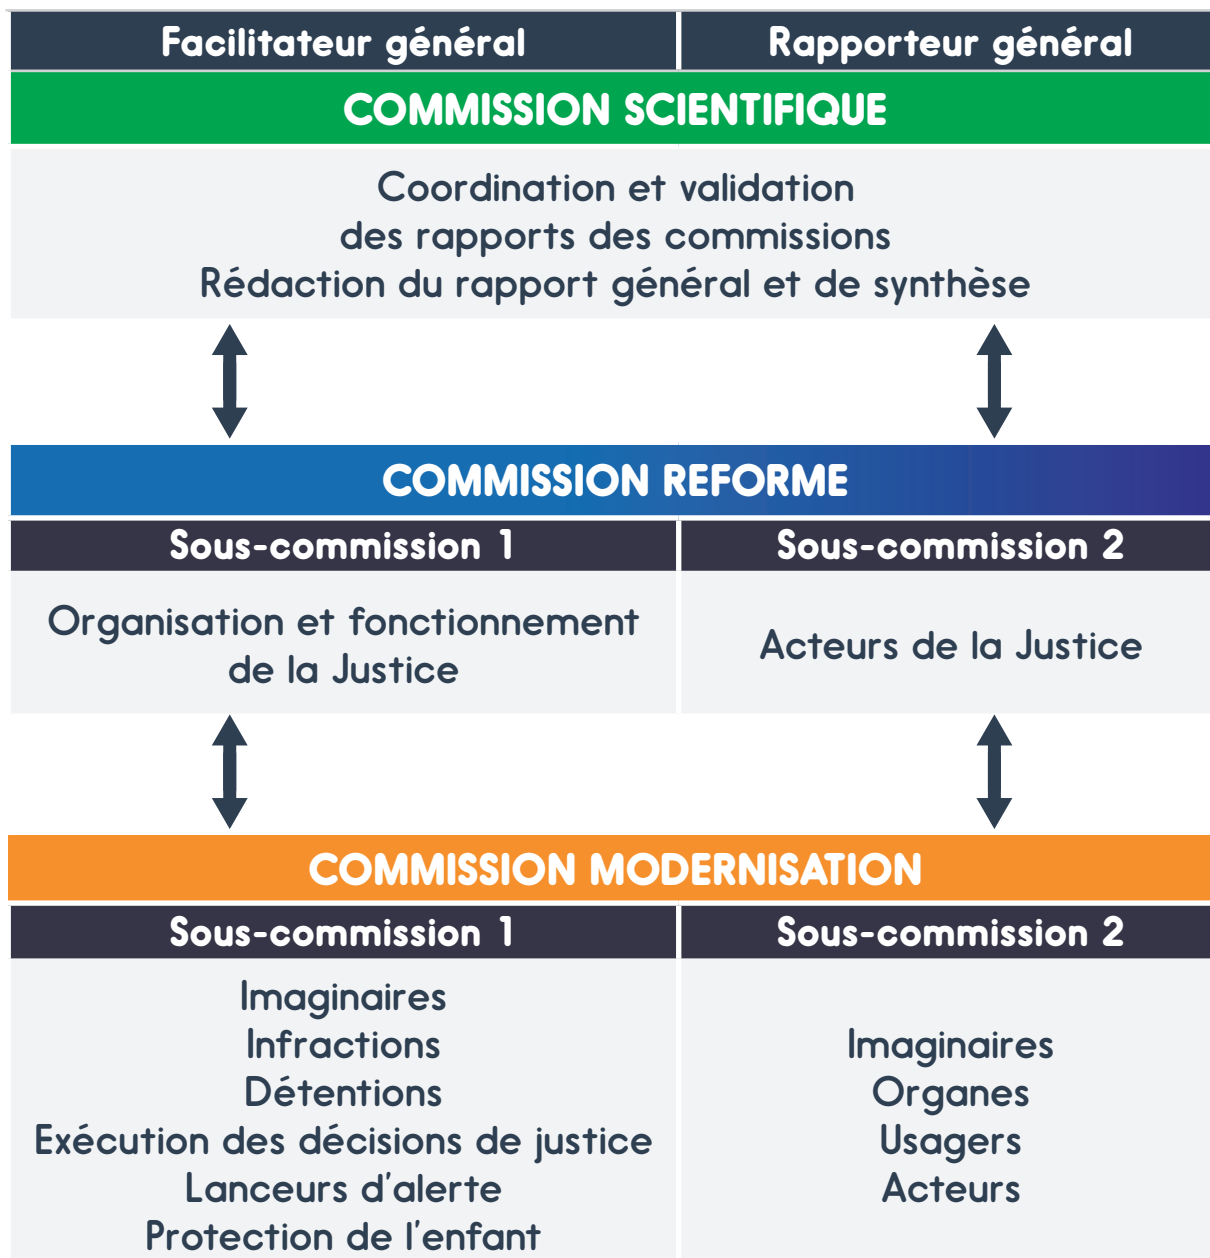 Facilitateur général
Rapporteur général
COMMISSION SCIENTIFIQUE
Coordination et validation
des rapports des commissions
Rédaction du rapport général et de synthèse
COMMISSION REFORME
Sous-commission 1
Sous-commission 2
Organisation et fonctionnement
de la Justice
Acteurs de la Justice
COMMISSION MODERNISATION
Sous-commission 1
Sous-commission 2
Imaginaires
Infractions
Détentions
Exécution des décisions de justice
Lanceurs d'alerte
Protection de l'enfant
Imaginaires
Organes
Usagers
Acteurs